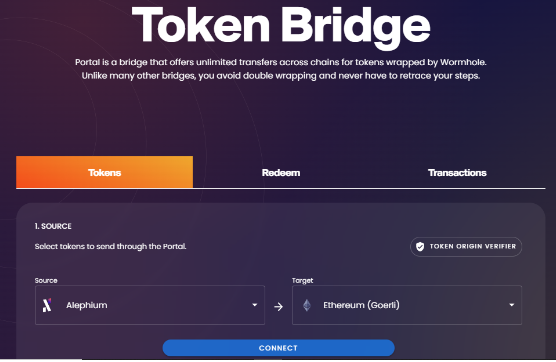 Token Bridge
Portal is a bridge that offers unlimited transfers across chains for tokens wrapped by Wormhole.
Unlike many other bridges, you avoid double wrapping and never have to retrace your steps.
Tokens
Redeem
Transactions
1. SOURCE
Select tokens to send through the Portal.
TOKEN ORIGIN VERIFIER
Source
Target
Alephium
Ethereum (Goerli)
CONNECT